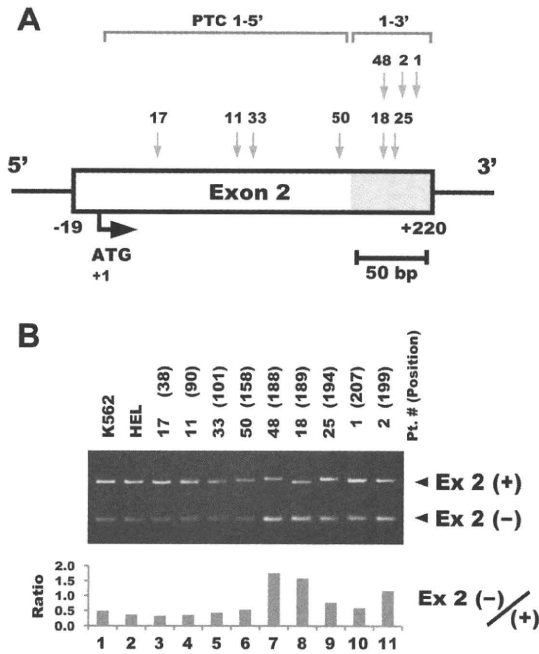 A
PTC 1-5' 1-3'
48 2 1
17 11 33 50 18 25
5' 3'
Exon 2
-19 +220
ATG
+1
50 bp
B
K562
HEL
17 (38)
11 (90)
33 (101)
50 (158)
48 (188)
18 (189)
25 (194)
1 (207)
2 (199)
Pt. # (Position)
Ex 2 (+)
Ex 2 (−)
Ratio
2.0
1.5
1.0
0.5
0.0
Ex 2 (−)/(+)
1 2 3 4 5 6 7 8 9 10 11